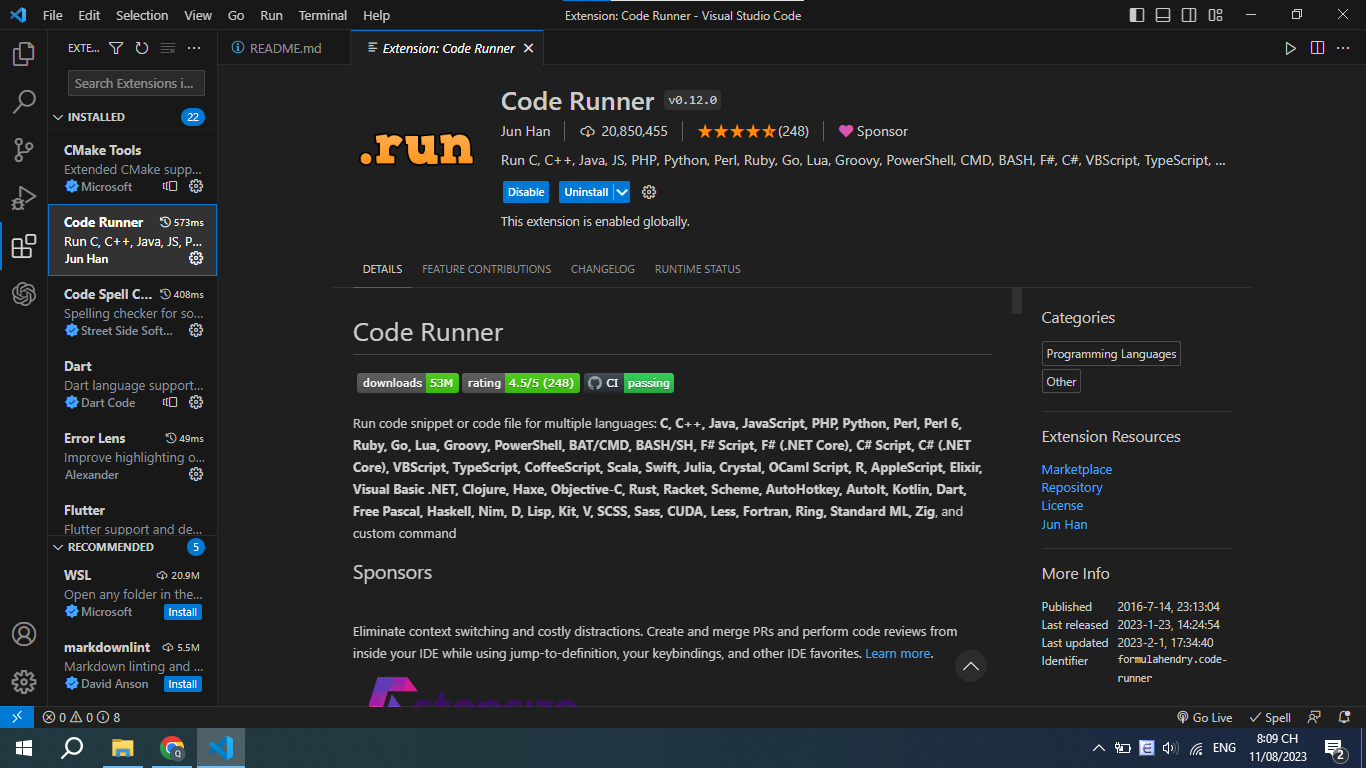 File Edit Selection View Go Run Terminal Help
Extension: Code Runner - Visual Studio Code
EXTE...
README.md
Extension: Code Runner
Search Extensions i...
INSTALLED 22
CMake Tools
Extended CMake supp...
Microsoft
Code Runner 573ms
Run C, C++, Java, JS, P...
Jun Han
Code Spell C... 408ms
Spelling checker for so...
Street Side Soft...
Dart
Dart language support...
Dart Code
Error Lens 49ms
Improve highlighting o...
Alexander
Flutter
Flutter support and de...
RECOMMENDED 5
WSL 20.9M
Open any folder in the...
Microsoft Install
markdownlint 5.5M
Markdown linting and ...
David Anson Install
.run
Code Runner v0.12.0
Jun Han 20,850,455 (248) Sponsor
Run C, C++, Java, JS, PHP, Python, Perl, Ruby, Go, Lua, Groovy, PowerShell, CMD, BASH, F#, C#, VBScript, TypeScript, ...
Disable Uninstall
This extension is enabled globally.
DETAILS FEATURE CONTRIBUTIONS CHANGELOG RUNTIME STATUS
Code Runner
downloads 53M rating 4.5/5 (248) CI passing
Run code snippet or code file for multiple languages: C, C++, Java, JavaScript, PHP, Python, Perl, Perl 6,
Ruby, Go, Lua, Groovy, PowerShell, BAT/CMD, BASH/SH, F# Script, F# (.NET Core), C# Script, C# (.NET
Core), VBScript, TypeScript, CoffeeScript, Scala, Swift, Julia, Crystal, OCaml Script, R, AppleScript, Elixir,
Visual Basic .NET, Clojure, Haxe, Objective-C, Rust, Racket, Scheme, AutoHotkey, AutoIt, Kotlin, Dart,
Free Pascal, Haskell, Nim, D, Lisp, Kit, V, SCSS, Sass, CUDA, Less, Fortran, Ring, Standard ML, Zig, and
custom command
Sponsors
Eliminate context switching and costly distractions. Create and merge PRs and perform code reviews from
inside your IDE while using jump-to-definition, your keybindings, and other IDE favorites. Learn more.
Categories
Programming Languages
Other
Extension Resources
Marketplace
Repository
License
Jun Han
More Info
Published 2016-7-14, 23:13:04
Last released 2023-1-23, 14:24:54
Last updated 2023-2-1, 17:34:40
Identifier formulahendry.code-
runner
0 0 8
Go Live Spell
ENG
8:09 CH
11/08/2023
2